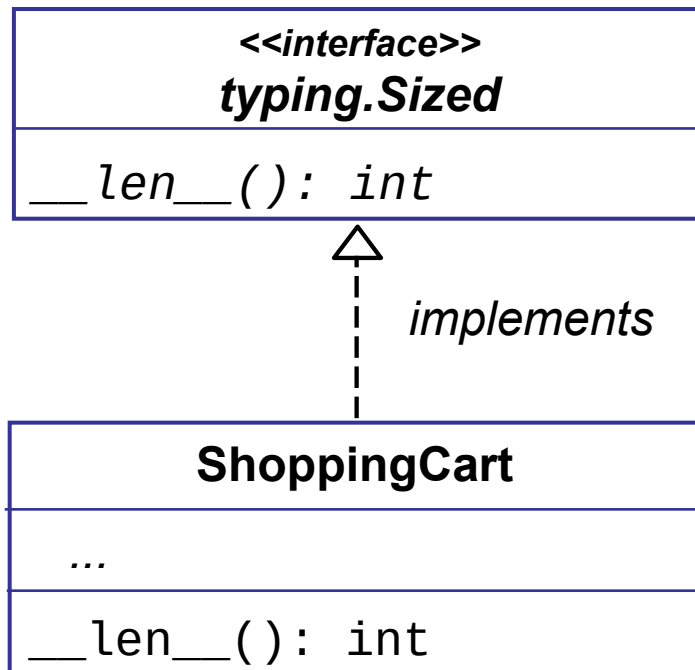 <<interface>>
typing.Sized
__len__(): int
implements
ShoppingCart
...
__len__(): int